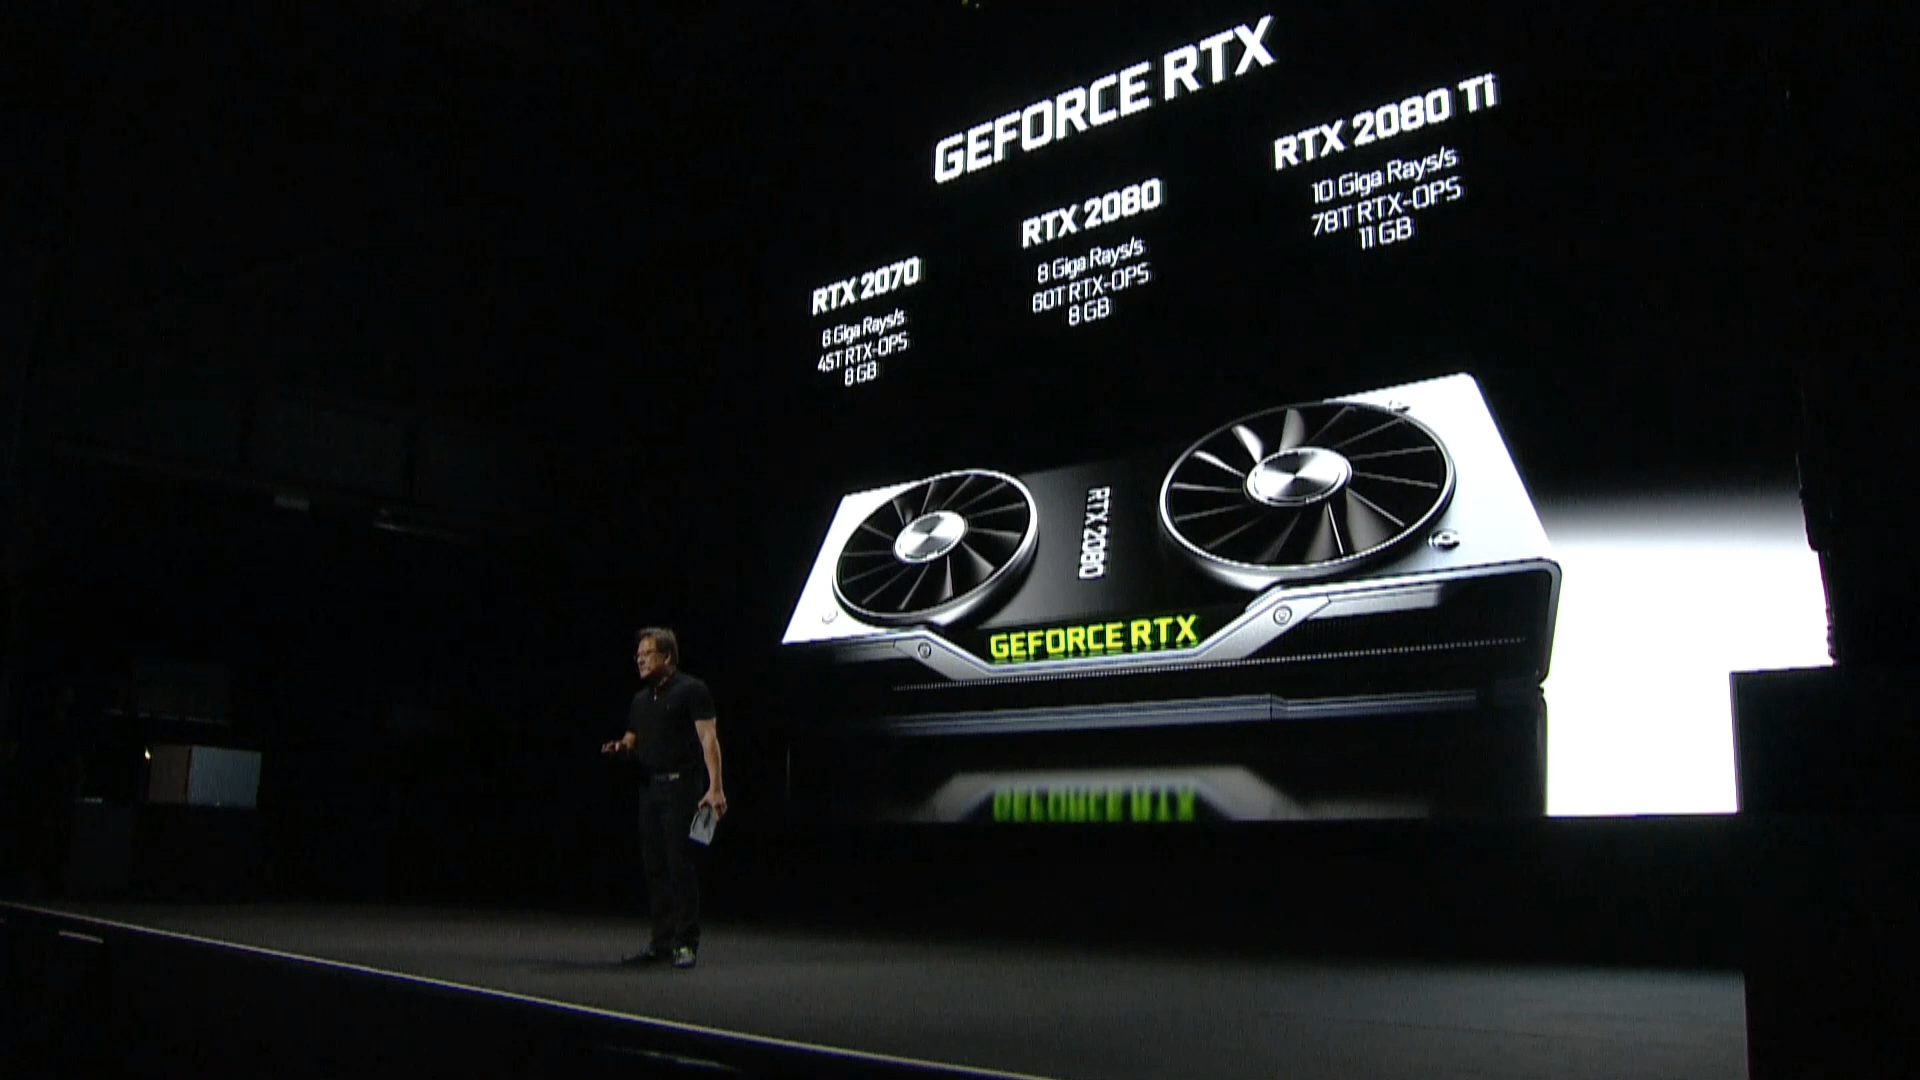 GEFORCE RTX
RTX 2070
6 Giga Rays/s
45T RTX-OPS
8 GB
RTX 2080
8 Giga Rays/s
60T RTX-OPS
8 GB
RTX 2080 Ti
10 Giga Rays/s
78T RTX-OPS
11 GB
RTX 2080
GEFORCE RTX